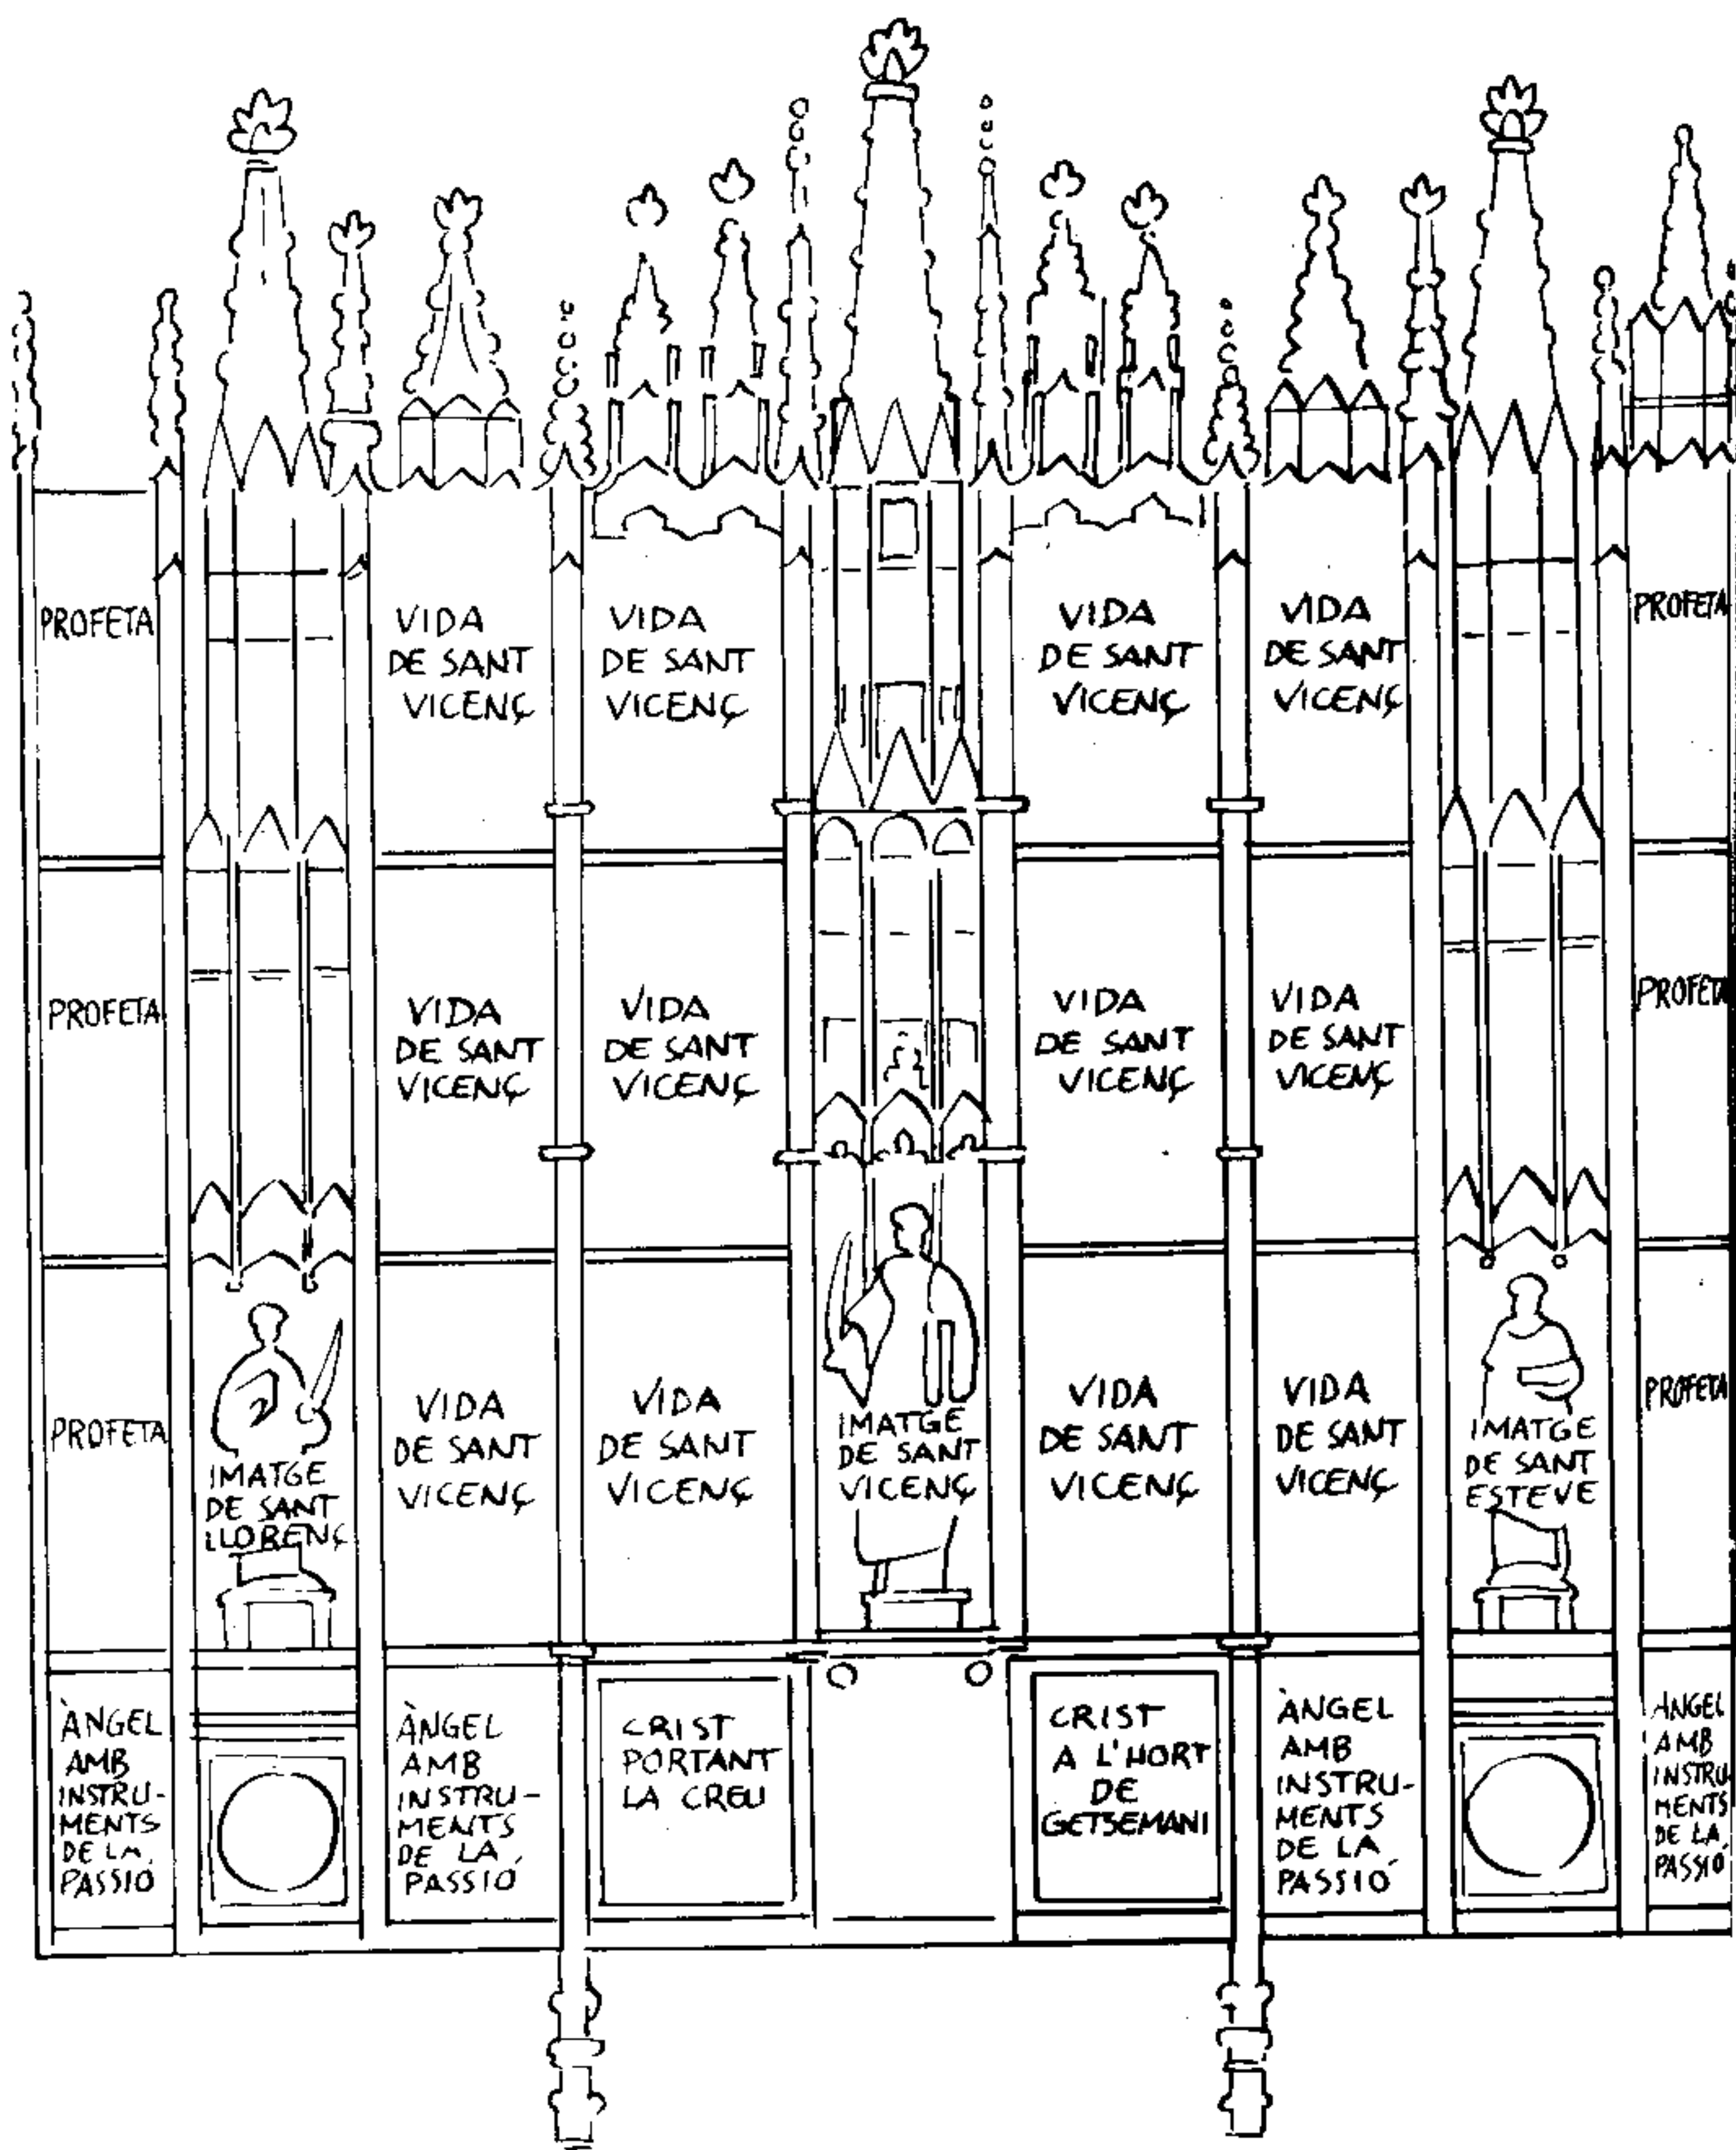 PROFETA
VIDA
DE SANT
VICENÇ
VIDA
DE SANT
VICENÇ
VIDA
DE SANT
VICENÇ
VIDA
DE SANT
VICENÇ
PROFETA
PROFETA
VIDA
DE SANT
VICENÇ
VIDA
DE SANT
VICENÇ
VIDA
DE SANT
VICENÇ
VIDA
DE SANT
VICENÇ
PROFETA
PROFETA
IMATGE
DE SANT
LLORENÇ
VIDA
DE SANT
VICENÇ
VIDA
DE SANT
VICENÇ
IMATGE
DE SANT
VICENÇ
VIDA
DE SANT
VICENÇ
VIDA
DE SANT
VICENÇ
IMATGE
DE SANT
ESTEVE
PROFETA
ÀNGEL
AMB
INSTRU-
MENTS
DE LA
PASSIÓ
ÀNGEL
AMB
INSTRU-
MENTS
DE LA
PASSIÓ
CRIST
PORTANT
LA CREU
CRIST
A L'HORT
DE
GETSEMANI
ÀNGEL
AMB
INSTRU-
MENTS
DE LA
PASSIÓ
ÀNGEL
AMB
INSTRU-
MENTS
DE LA
PASSIÓ